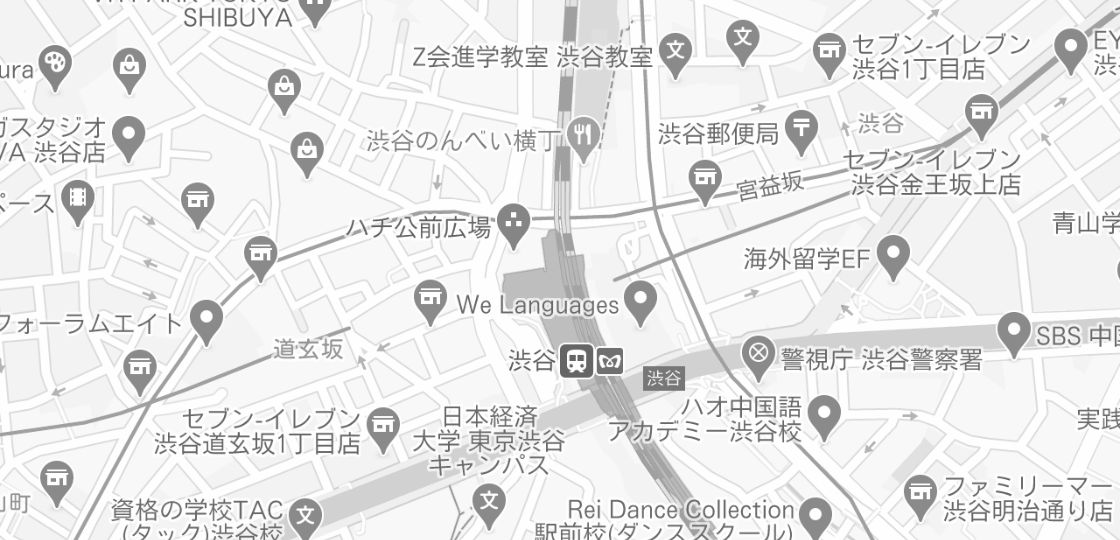 SHIBUYA
Z会進学教室 渋谷教室
セブン-イレブン
渋谷1丁目店
EY
渋
ura
ガスタジオ
VA 渋谷店
渋谷のんべい横丁
渋谷郵便局
渋谷
セブン-イレブン
渋谷金王坂上店
宮益坂
ペース
ハチ公前広場
青山学
海外留学EF
We Languages
フォーラムエイト
道玄坂
渋谷
渋谷
警視庁 渋谷警察署
SBS 中国
セブン-イレブン
渋谷道玄坂1丁目店
日本経済
大学 東京渋谷
キャンパス
ハオ中国語
アカデミー渋谷校
実践
山町
資格の学校TAC
(タック)渋谷校
Rei Dance Collection
駅前校(ダンススクール)
ファミリーマート
渋谷明治通り店